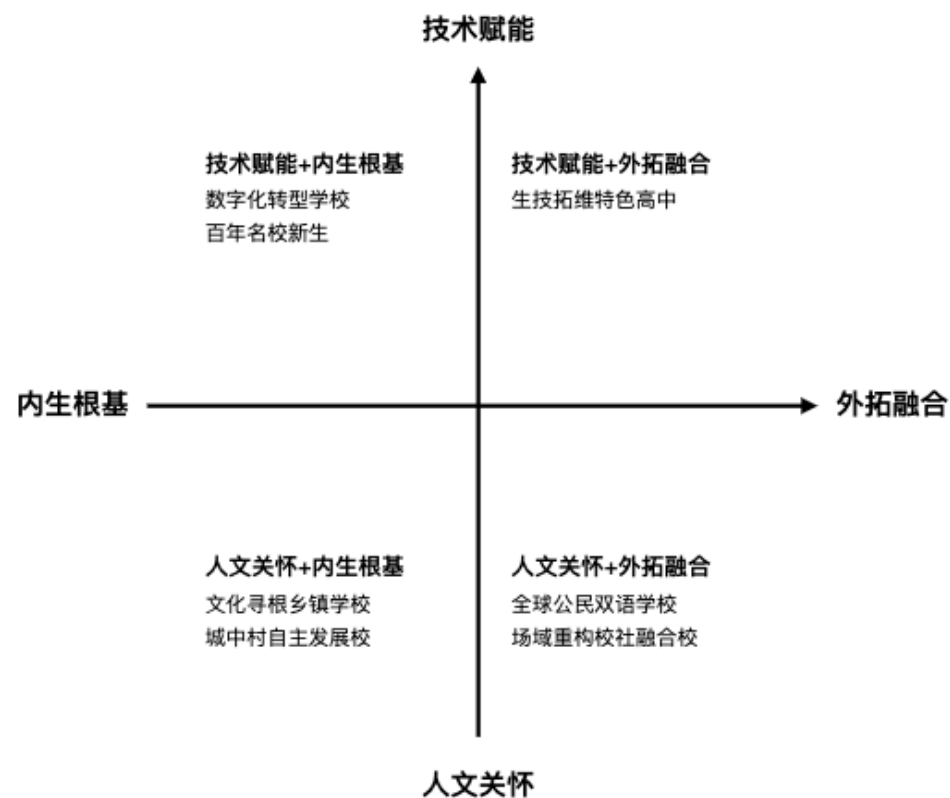 技术赋能
技术赋能+内生根基
数字化转型学校
百年名校新生
技术赋能+外拓融合
生技拓维特色高中
内生根基
外拓融合
人文关怀+内生根基
文化寻根乡镇学校
城中村自主发展校
人文关怀+外拓融合
全球公民双语学校
场域重构校社融合校
人文关怀